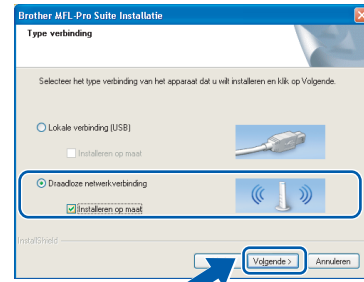 Brother MFL-Pro Suite Installatie
Type verbinding
Selecteer het type verbinding van het apparaat dat u wilt installeren en klik op Volgende.
Lokale verbinding (USB)
Installeren op maat
Draadloze netwerkverbinding
Installeren op maat
InstallShield
Volgende >
Annuleren